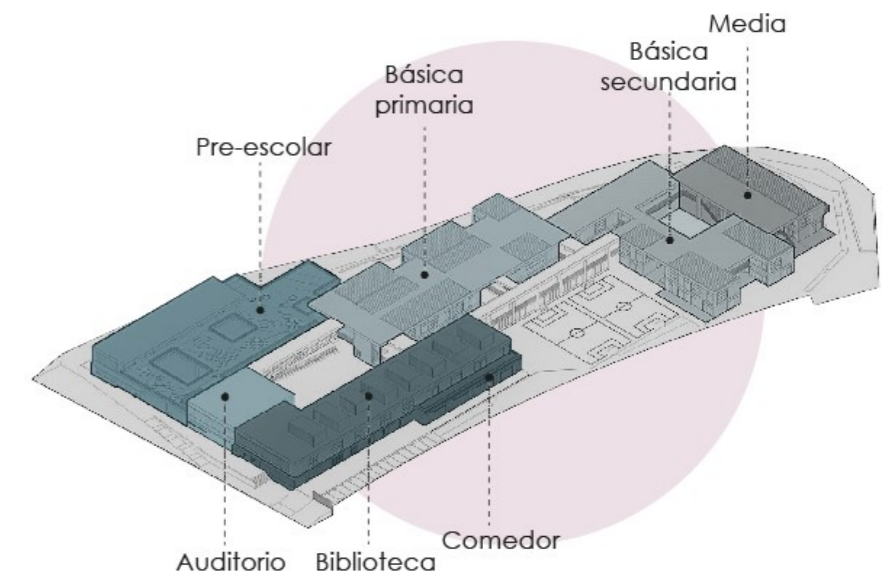 Media
Básica
secundaria
Básica
primaria
Pre-escolar
Auditorio
Biblioteca
Comedor